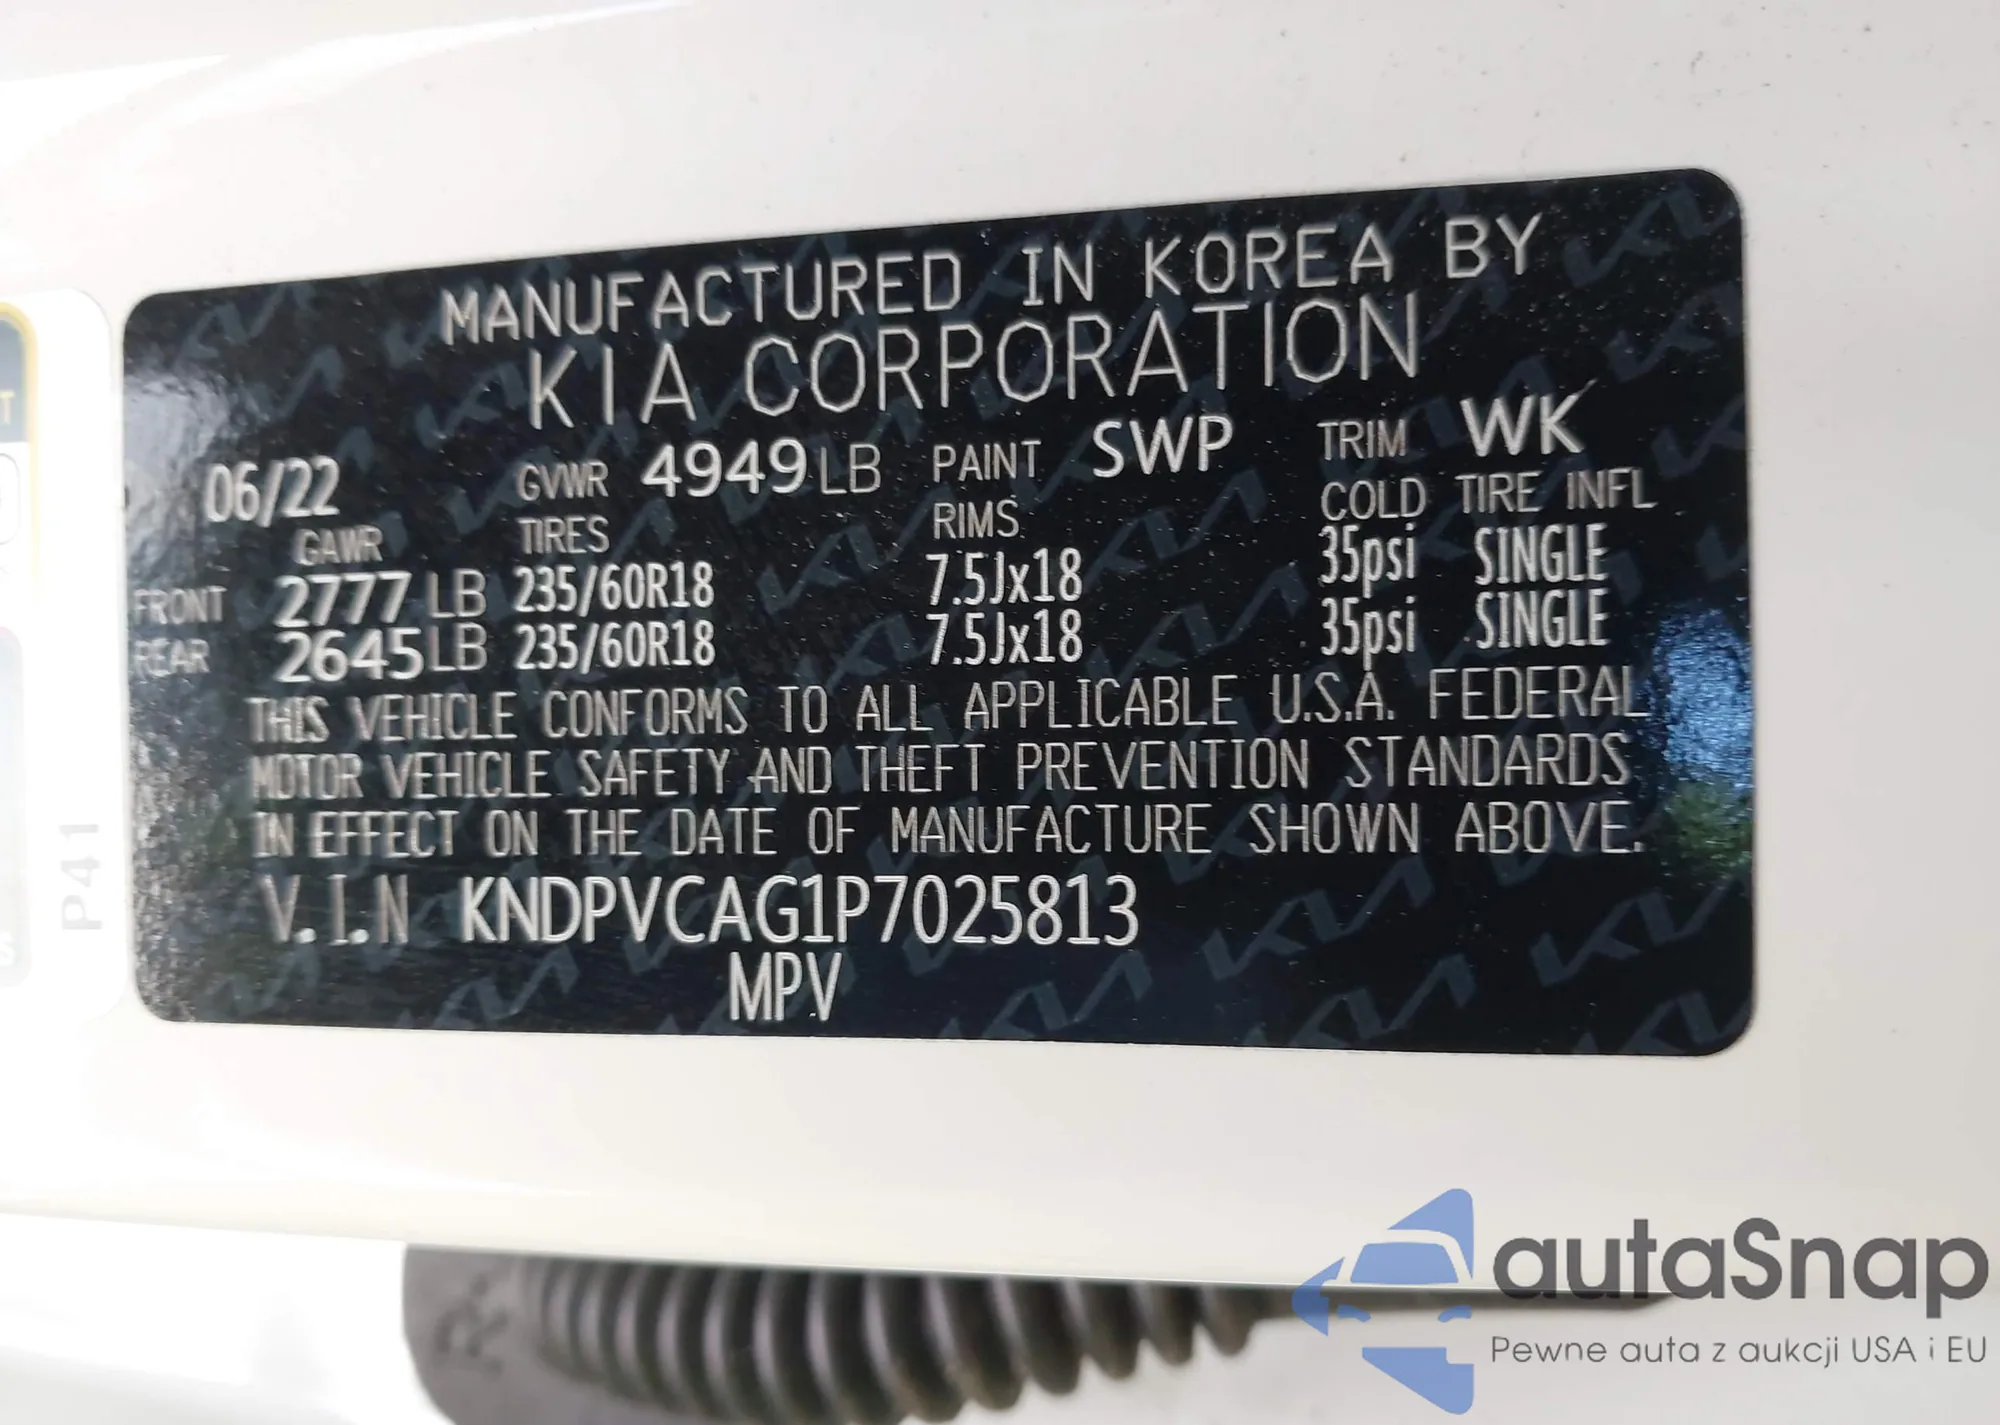 MANUFACTURED IN KOREA BY
KIA CORPORATION
06/22 GVWR 4949LB PAINT SWP TRIM WK
GAWR TIRES RIMS COLD TIRE INFL
FRONT 2777LB 235/60R18 7.5Jx18 35psi SINGLE
REAR 2645LB 235/60R18 7.5Jx18 35psi SINGLE
THIS VEHICLE CONFORMS TO ALL APPLICABLE U.S.A. FEDERAL
MOTOR VEHICLE SAFETY AND THEFT PREVENTION STANDARDS
IN EFFECT ON THE DATE OF MANUFACTURE SHOWN ABOVE.
V.I.N KNDPVCAG1P7025813
MPV
P41
autaSnap
Pewne auta z aukcji USA i EU